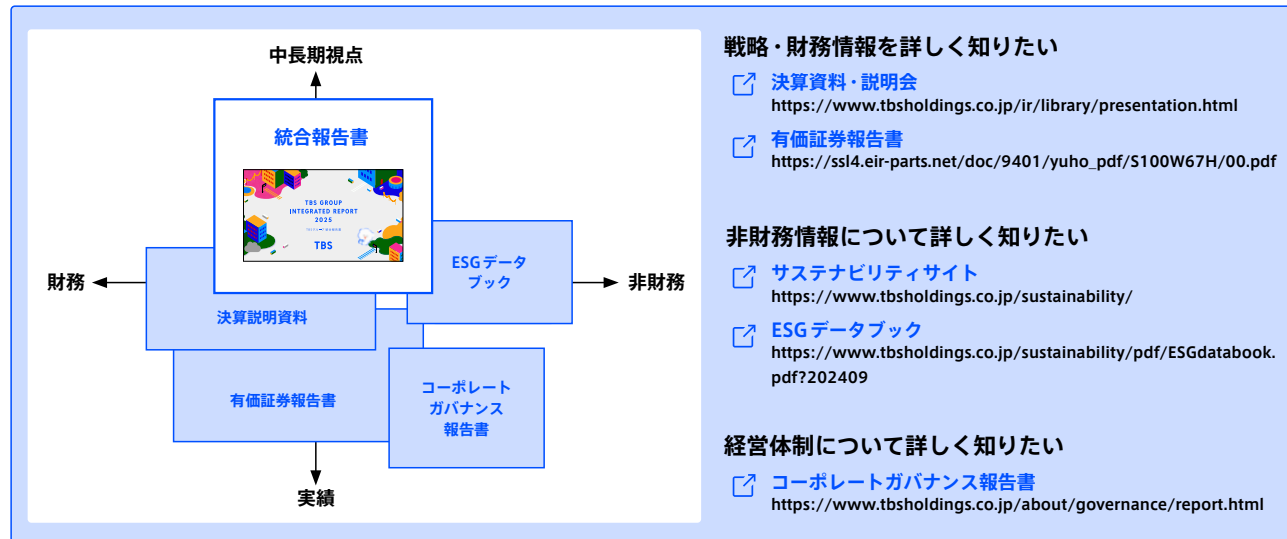 中長期視点
統合報告書
TBS GROUP
INTEGRATED REPORT
2025
TBS
ESGデータ
ブック
財務
非財務
決算説明資料
有価証券報告書
コーポレート
ガバナンス
報告書
実績
戦略・財務情報を詳しく知りたい
決算資料・説明会
https://www.tbsholdings.co.jp/ir/library/presentation.html
有価証券報告書
https://ssl4.eir-parts.net/doc/9401/yuho_pdf/S100W67H/00.pdf
非財務情報について詳しく知りたい
サステナビリティサイト
https://www.tbsholdings.co.jp/sustainability/
ESGデータブック
https://www.tbsholdings.co.jp/sustainability/pdf/ESGdatabook.
pdf?202409
経営体制について詳しく知りたい
コーポレートガバナンス報告書
https://www.tbsholdings.co.jp/about/governance/report.html